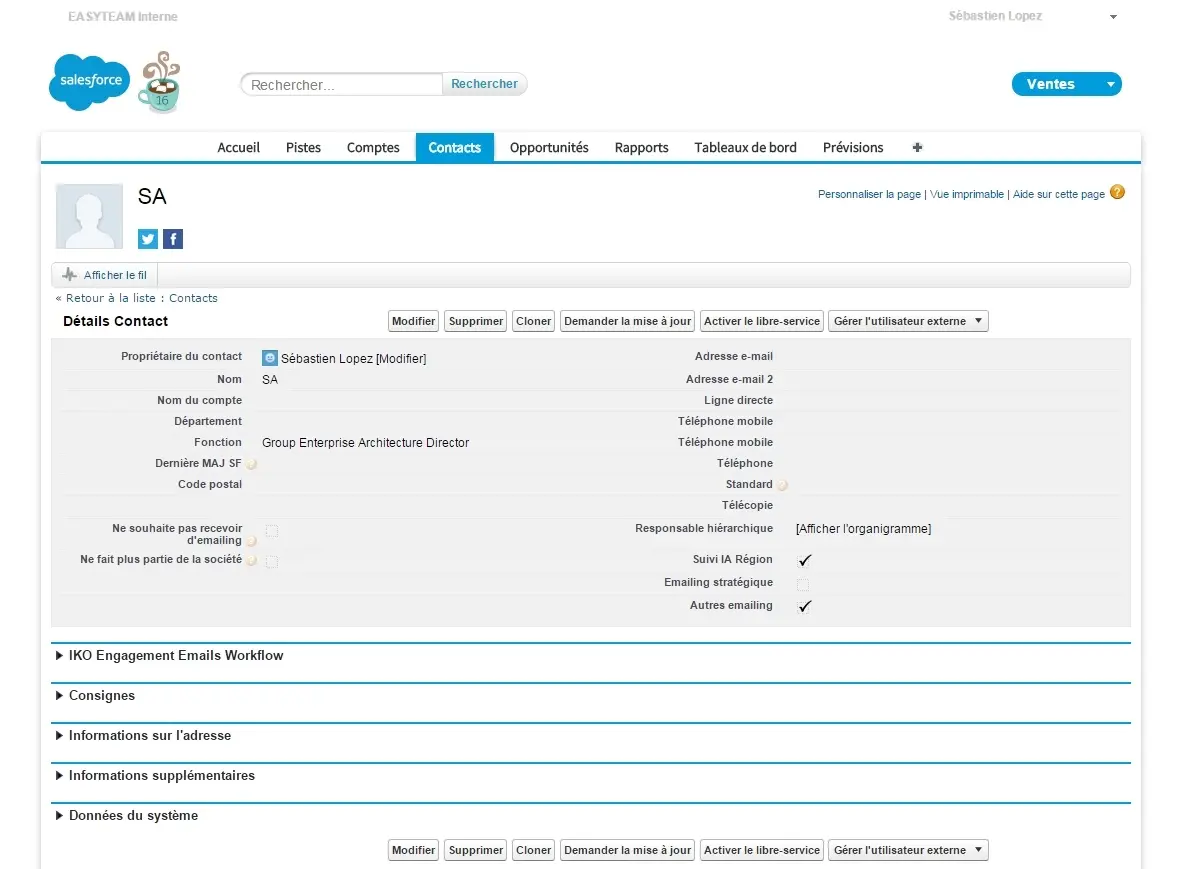 EASYTEAM Interne
Sébastien Lopez
salesforce
16
Rechercher...
Rechercher
Ventes
Accueil Pistes Comptes Contacts Opportunités Rapports Tableaux de bord Prévisions +
SA
Personnaliser la page | Vue imprimable | Aide sur cette page ?
f
Afficher le fil
« Retour à la liste : Contacts
Détails Contact
Modifier Supprimer Cloner Demander la mise à jour Activer le libre-service Gérer l'utilisateur externe
Propriétaire du contact Sébastien Lopez [Modifier]
Adresse e-mail
Nom SA
Adresse e-mail 2
Nom du compte
Ligne directe
Département
Téléphone mobile
Fonction Group Enterprise Architecture Director
Téléphone mobile
Dernière MAJ SF
Téléphone
Code postal
Standard
Télécopie
Ne souhaite pas recevoir
d'emailing
Responsable hiérarchique [Afficher l'organigramme]
Ne fait plus partie de la société
Suivi IA Région
Emailing stratégique
Autres emailing
IKO Engagement Emails Workflow
Consignes
Informations sur l'adresse
Informations supplémentaires
Données du système
Modifier Supprimer Cloner Demander la mise à jour Activer le libre-service Gérer l'utilisateur externe